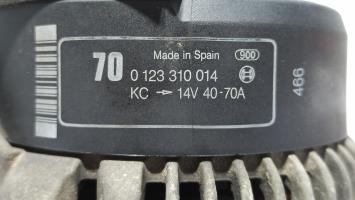 Made in Spain 900
70 0 123 310 014
KC → 14V 40-70A
466